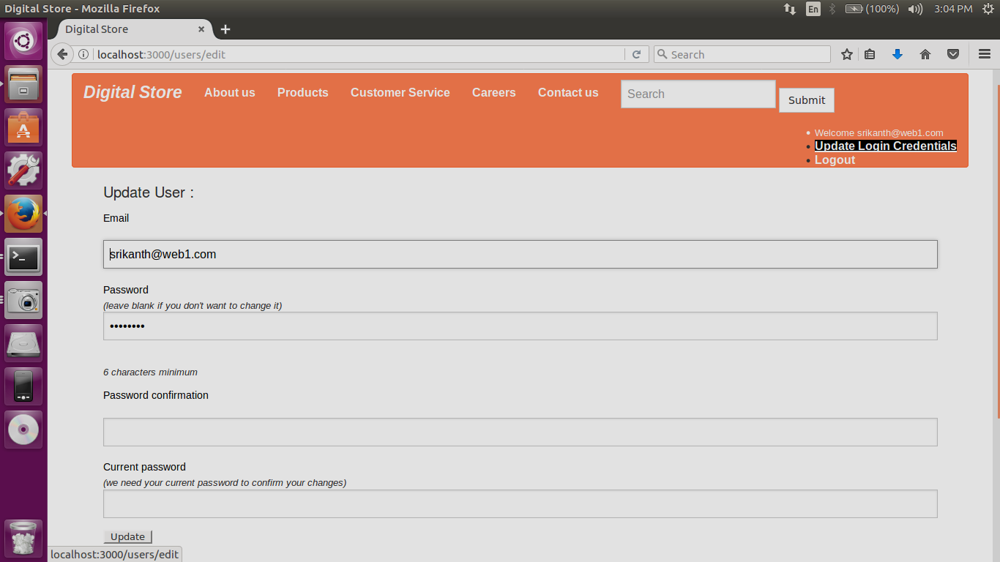 Digital Store - Mozilla Firefox
En
(100%)
3:04 PM
Digital Store
localhost:3000/users/edit
Search
Digital Store About us Products Customer Service Careers Contact us Search Submit
Welcome srikanth@web1.com
Update Login Credentials
Logout
Update User :
Email
srikanth@web1.com
Password
(leave blank if you don't want to change it)
••••••••
6 characters minimum
Password confirmation
Current password
(we need your current password to confirm your changes)
Update
localhost:3000/users/edit